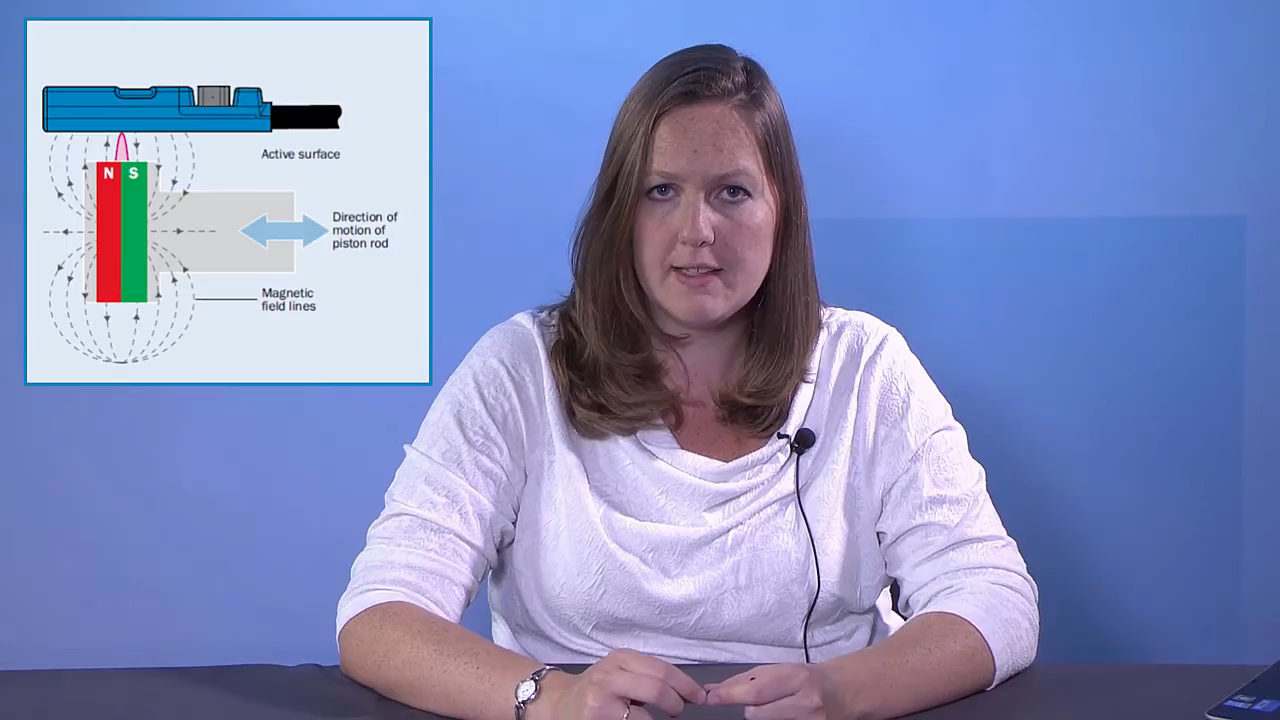 Active surface
N S
Direction of
motion of
piston rod
Magnetic
field lines